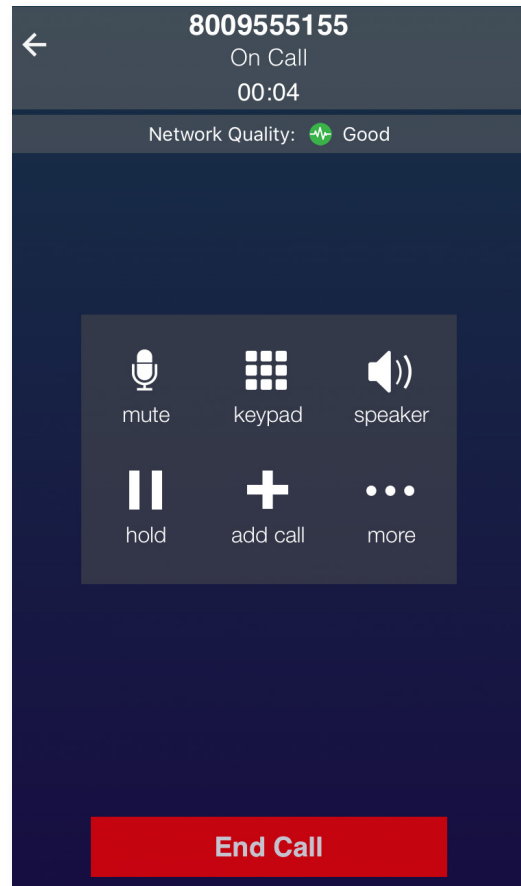 8009555155
On Call
00:04
Network Quality: Good
mute keypad speaker
hold add call more
End Call